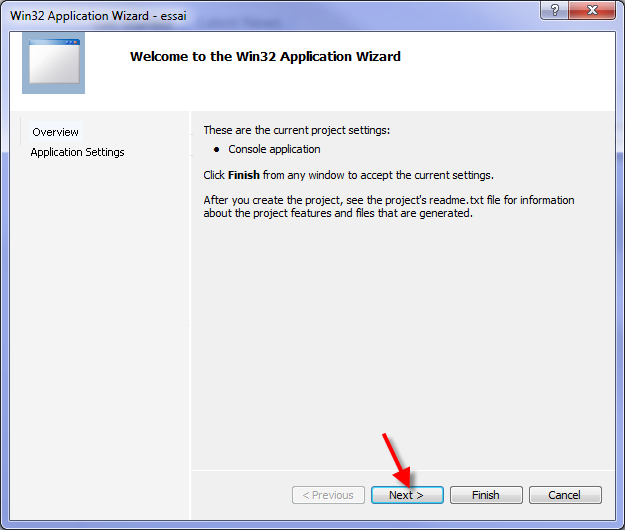 Win32 Application Wizard - essai
?
Welcome to the Win32 Application Wizard
Overview
Application Settings
These are the current project settings:
• Console application
Click Finish from any window to accept the current settings.
After you create the project, see the project's readme.txt file for information
about the project features and files that are generated.
< Previous
Next >
Finish
Cancel